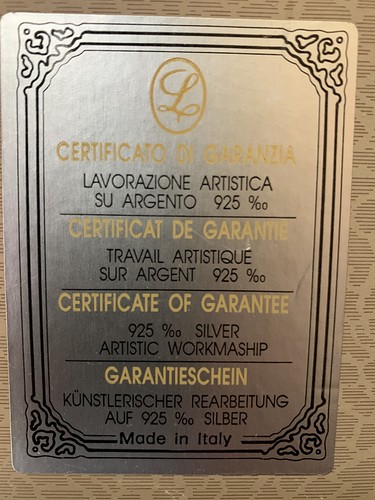 L
CERTIFICATO DI GARANZIA
LAVORAZIONE ARTISTICA
SU ARGENTO 925 ‰
CERTIFICAT DE GARANTIE
TRAVAIL ARTISTIQUE
SUR ARGENT 925 ‰
CERTIFICATE OF GARANTEE
925 ‰ SILVER
ARTISTIC WORKMASHIP
GARANTIESCHEIN
KÜNSTLERISCHER REARBEITUNG
AUF 925 ‰ SILBER
Made in Italy